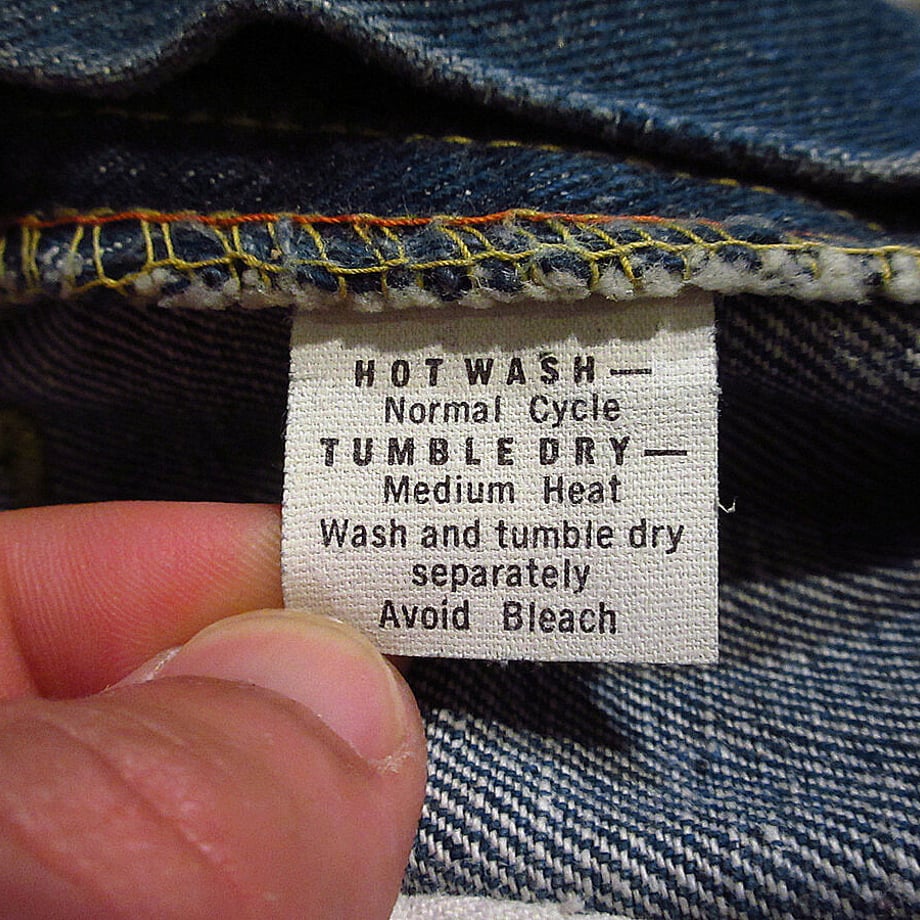 HOT WASH—
Normal Cycle
TUMBLE DRY—
Medium Heat
Wash and tumble dry
separately
Avoid Bleach